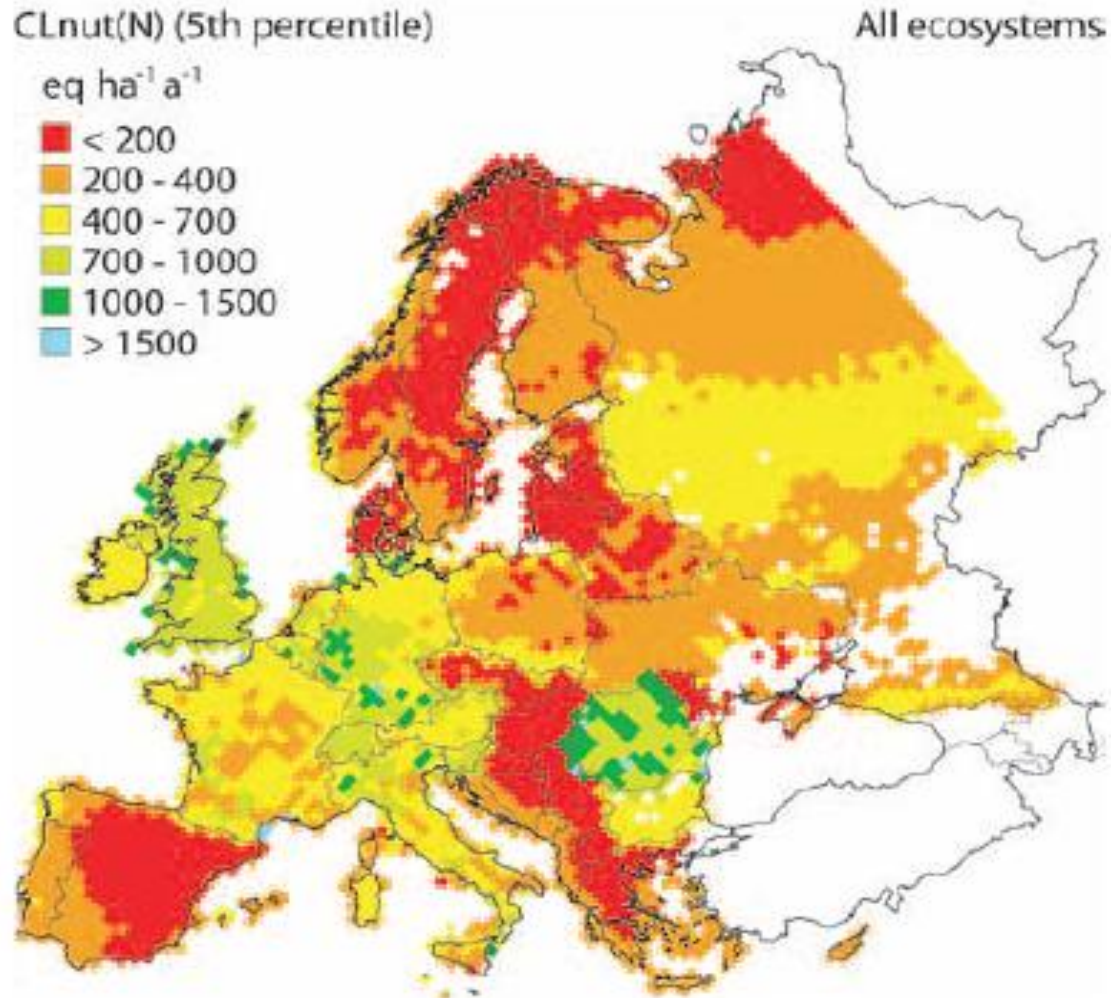 CLnut(N) (5th percentile)
All ecosystems
eq ha⁻¹ a⁻¹
< 200
200 - 400
400 - 700
700 - 1000
1000 - 1500
> 1500